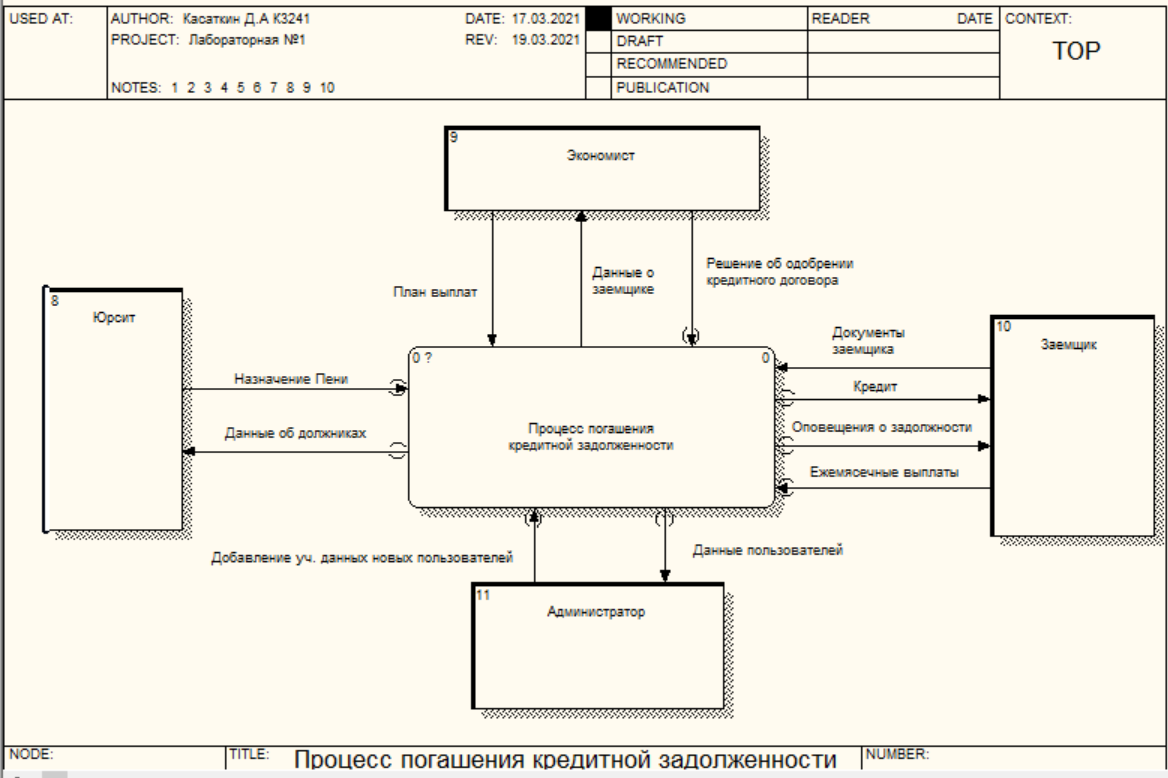 USED AT:
AUTHOR: Касаткин Д.А К3241
DATE: 17.03.2021
WORKING
READER
DATE
CONTEXT:
PROJECT: Лабораторная №1
REV: 19.03.2021
DRAFT
TOP
RECOMMENDED
NOTES: 1 2 3 4 5 6 7 8 9 10
PUBLICATION
9
Экономист
План выплат
Данные о
заемщике
Решение об одобрении
кредитного договора
8
Юрсит
10
Заемщик
Документы
заемщика
Назначение Пени
Кредит
0 ?
0
Процесс погашения
кредитной задолженности
Данные об должниках
Оповещения о задолжности
Ежемясечные выплаты
Добавление уч. данных новых пользователей
Данные пользователей
11
Администратор
NODE:
TITLE:
Процесс погашения кредитной задолженности
NUMBER: